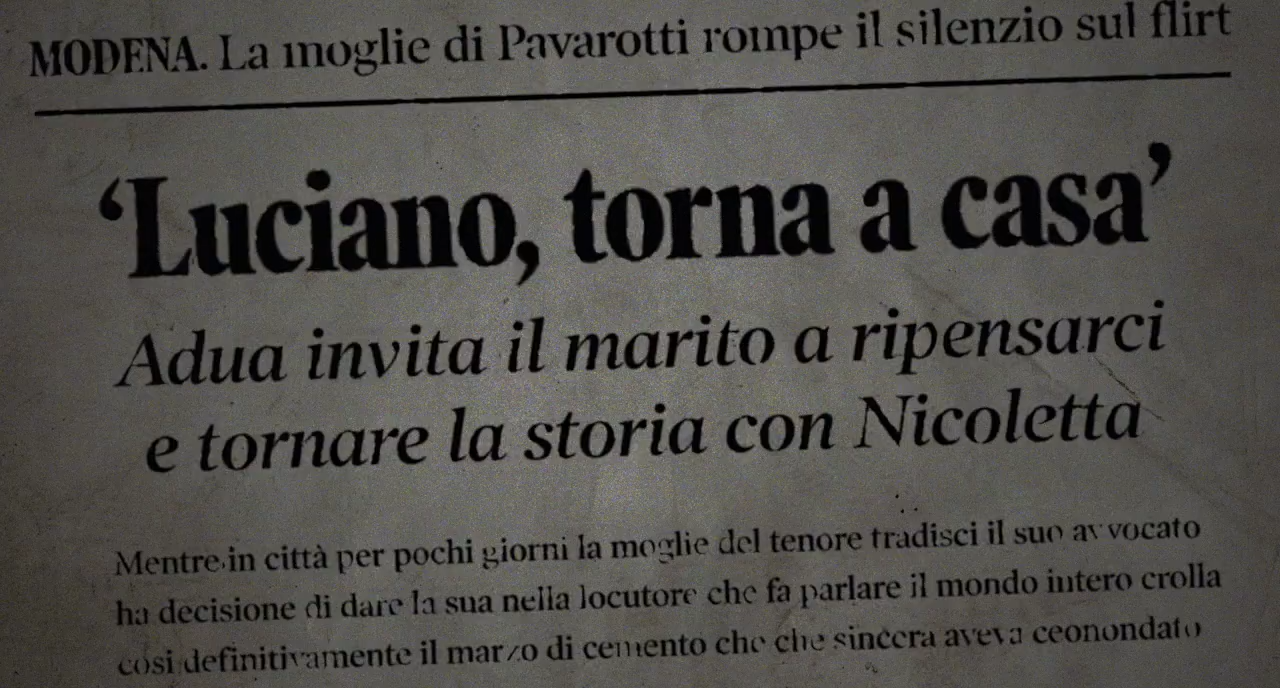 MODENA. La moglie di Pavarotti rompe il silenzio sul flirt
‘Luciano, torna a casa’
Adua invita il marito a ripensarci
e tornare la storia con Nicoletta
Mentre in città per pochi giorni la moglie del tenore tradisci il suo avvocato
ha decisione di dare la sua nella locutore che fa parlare il mondo intero crolla
cosi definitivamente il marzo di cemento che che sincera aveva ceonondato